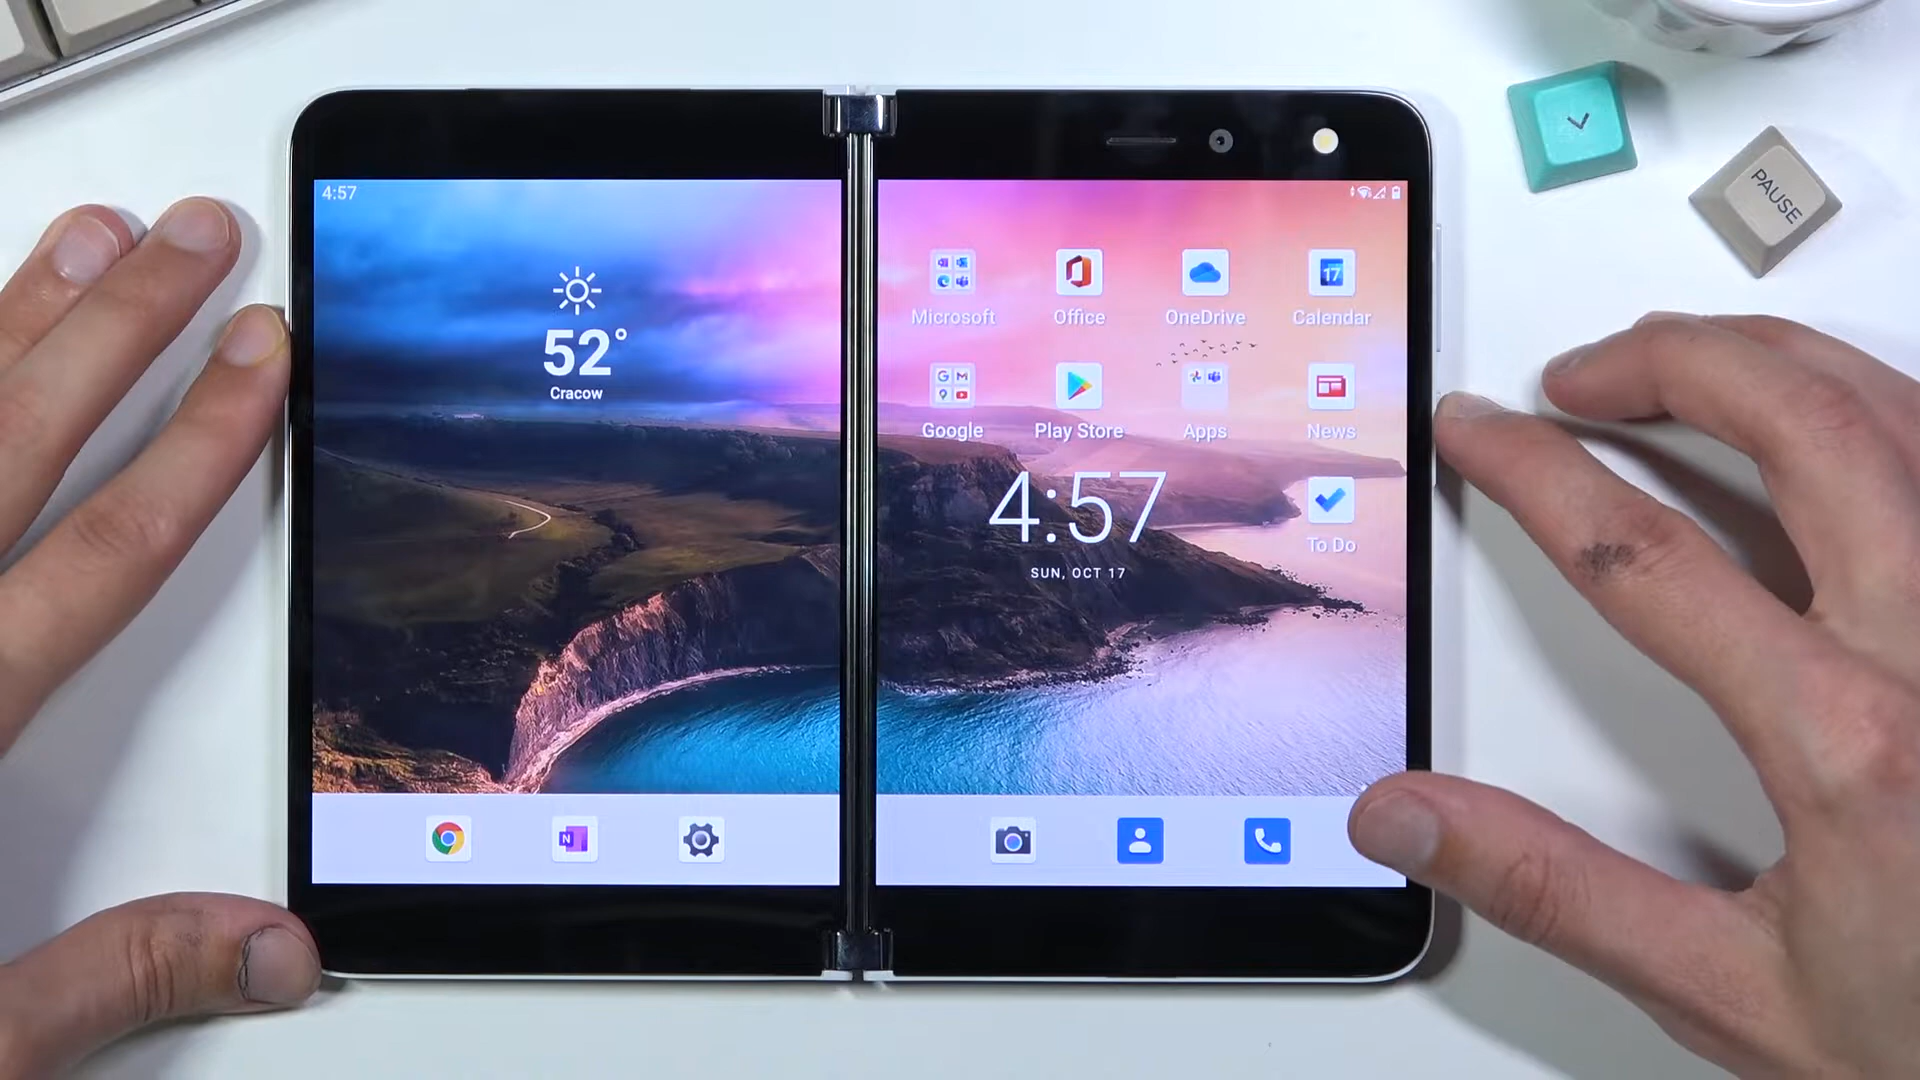 4:57
52°
Cracow
Microsoft
Office
OneDrive
17
Calendar
Google
Play Store
Apps
News
4:57
SUN, OCT 17
To Do
N
PAUSE